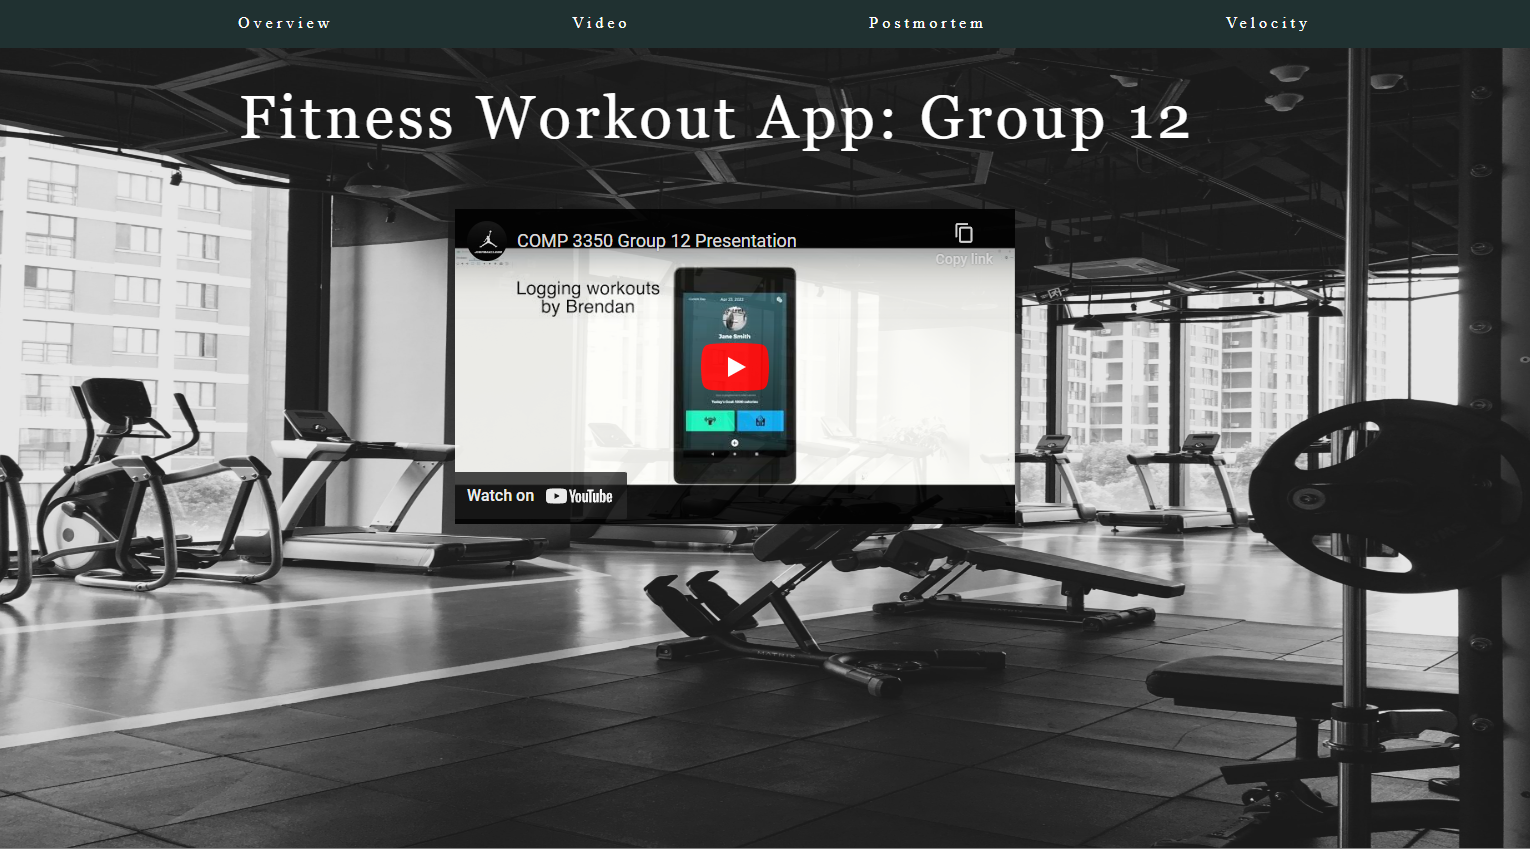 Overview Video Postmortem Velocity
Fitness Workout App: Group 12
COMP 3350 Group 12 Presentation
Copy link
Logging workouts
by Brendan
Jane Smith
Watch on YouTube